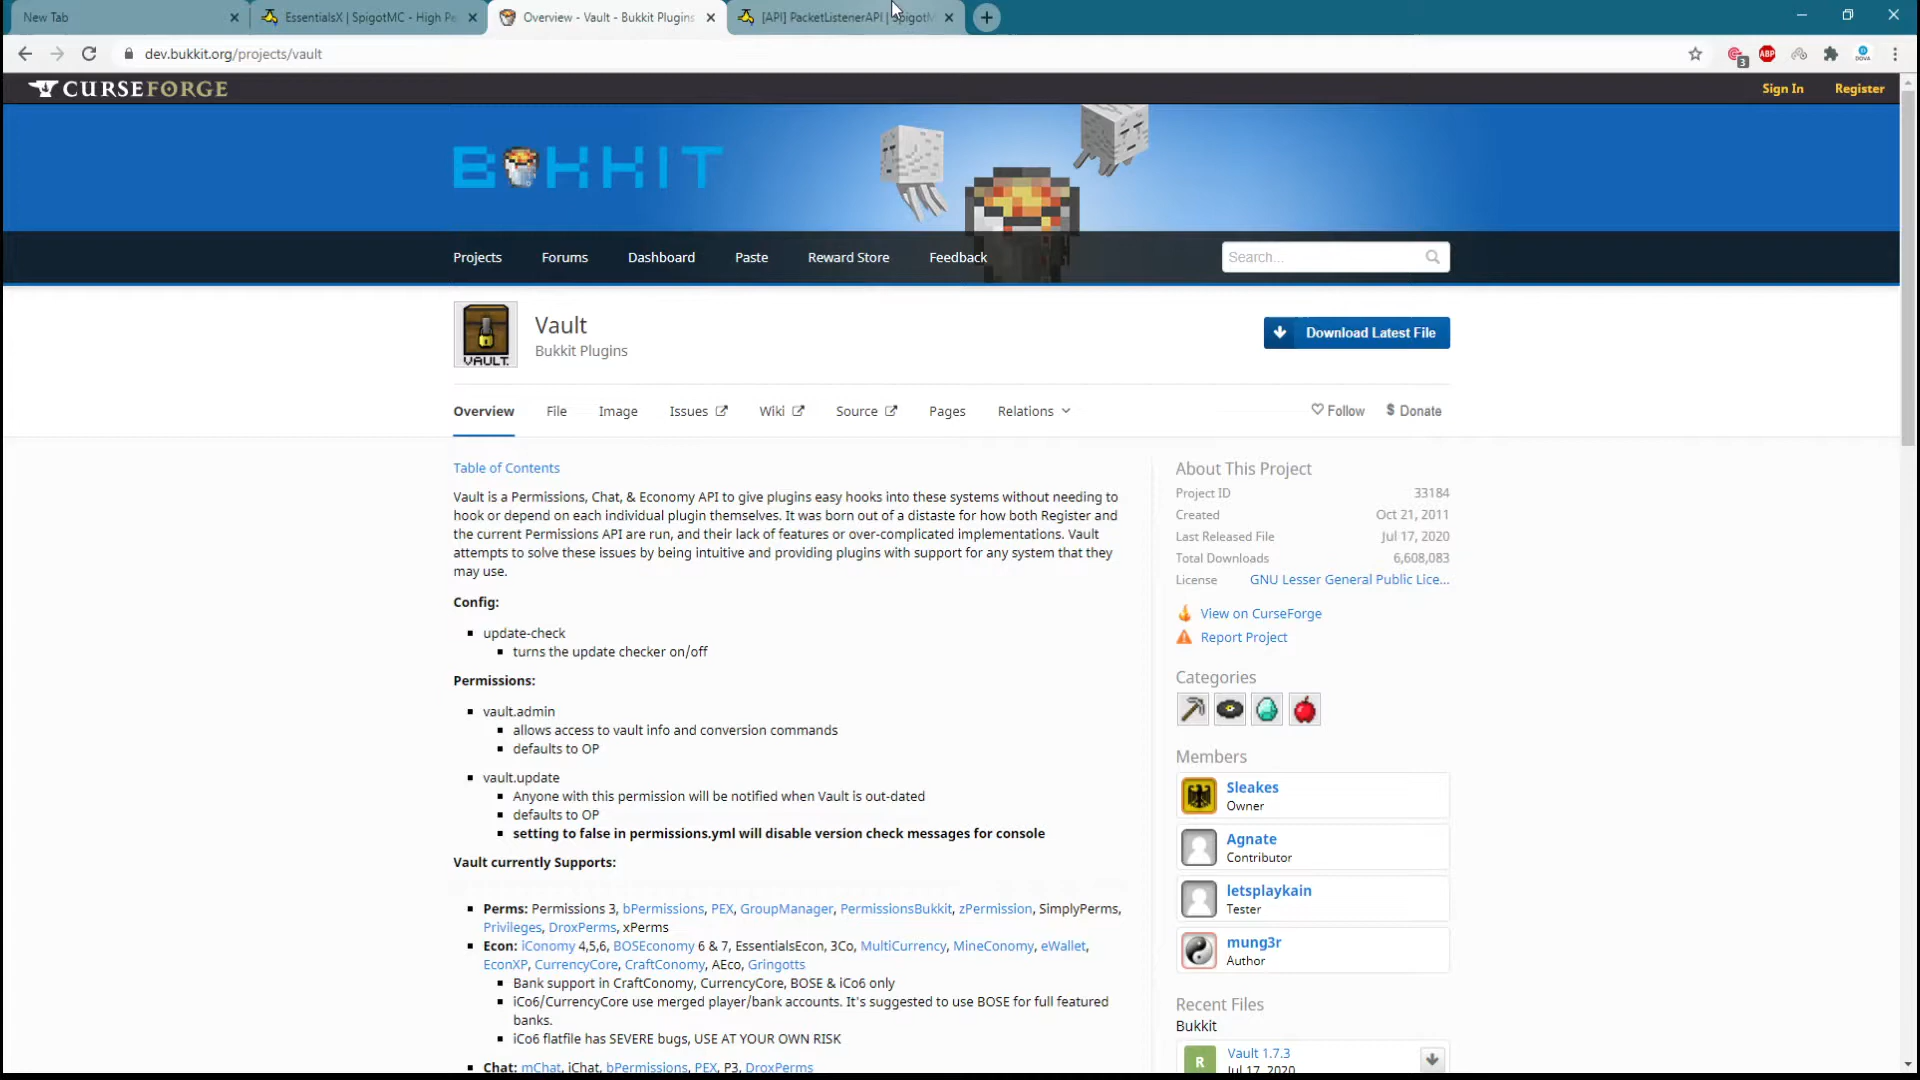 New Tab
EssentialsX | SpigotMC - High Pe
Overview - Vault - Bukkit Plugins
[API] PacketListenerAPI | SpigotM
dev.bukkit.org/projects/vault
3
ABP
DOVA
CURSEFORGE
Sign In
Register
BUKKIT
Projects
Forums
Dashboard
Paste
Reward Store
Feedback
Search...
VAULT
Vault
Bukkit Plugins
Download Latest File
Overview
File
Image
Issues
Wiki
Source
Pages
Relations
Follow
$ Donate
Table of Contents
Vault is a Permissions, Chat, & Economy API to give plugins easy hooks into these systems without needing to
hook or depend on each individual plugin themselves. It was born out of a distaste for how both Register and
the current Permissions API are run, and their lack of features or over-complicated implementations. Vault
attempts to solve these issues by being intuitive and providing plugins with support for any system that they
may use.
Config:
update-check
turns the update checker on/off
Permissions:
vault.admin
allows access to vault info and conversion commands
defaults to OP
vault.update
Anyone with this permission will be notified when Vault is out-dated
defaults to OP
setting to false in permissions.yml will disable version check messages for console
Vault currently Supports:
Perms: Permissions 3, bPermissions, PEX, GroupManager, PermissionsBukkit, zPermission, SimplyPerms,
Privileges, DroxPerms, xPerms
Econ: iConomy 4,5,6, BOSEconomy 6 & 7, EssentialsEcon, 3Co, MultiCurrency, MineConomy, eWallet,
EconXP, CurrencyCore, CraftConomy, AEco, Gringotts
Bank support in CraftConomy, CurrencyCore, BOSE & iCo6 only
iCo6/CurrencyCore use merged player/bank accounts. It's suggested to use BOSE for full featured
banks.
iCo6 flatfile has SEVERE bugs, USE AT YOUR OWN RISK
Chat: mChat, iChat, bPermissions, PEX, P3, DroxPerms
About This Project
Project ID 33184
Created Oct 21, 2011
Last Released File Jul 17, 2020
Total Downloads 6,608,083
License GNU Lesser General Public Lice...
View on CurseForge
Report Project
Categories
Members
Sleakes
Owner
Agnate
Contributor
letsplaykain
Tester
mung3r
Author
Recent Files
Bukkit
R
Vault 1.7.3
Jul 17, 2020